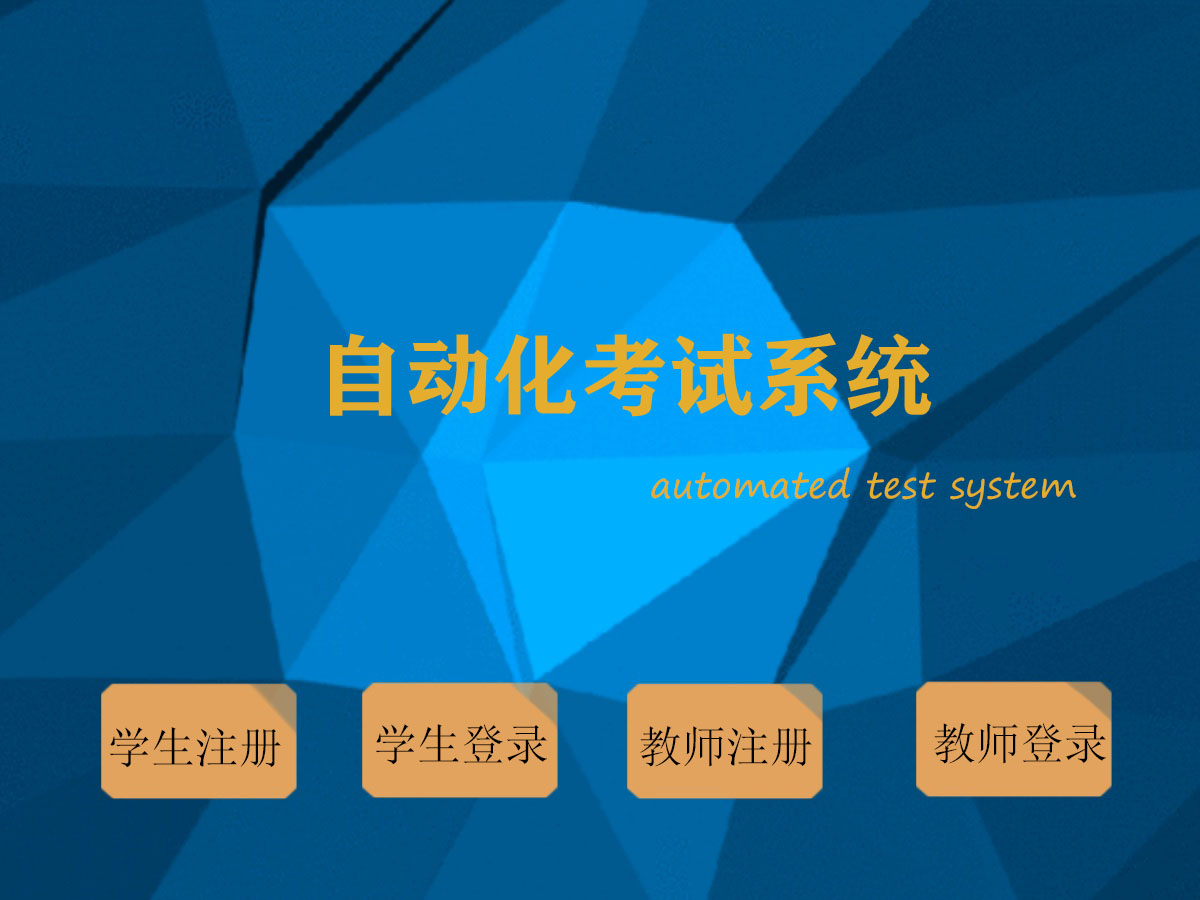 自动化考试系统
automated test system
学生注册
学生登录
教师注册
教师登录